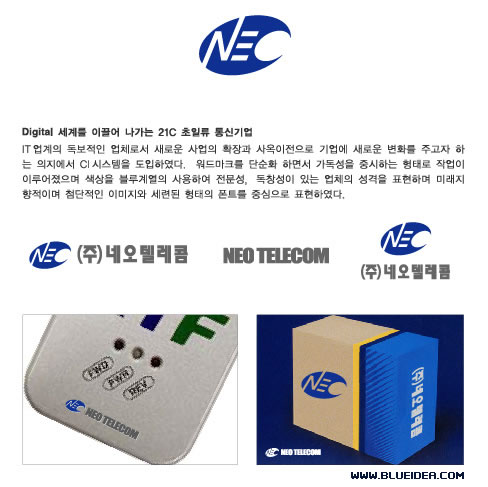 NEO
Digital 세계를 이끌어 나가는 21C 초일류 통신기업
IT 업계의 독보적인 업체로서 새로운 사업의 확장과 사옥이전으로 기업에 새로운 변화를 주고자 하
는 의지에서 CI 시스템을 도입하였다. 워드마크를 단순화 하면서 가독성을 중시하는 형태로 작업이
이루어졌으며 색상을 블루계열의 사용하여 전문성, 독창성이 있는 업체의 성격을 표현하며 미래지
향적이며 첨단적인 이미지와 세련된 형태의 폰트를 중심으로 표현하였다.
NEO (주)네오텔레콤
NEO TELECOM
NEO
(주)네오텔레콤
FWD
PWR
REV
NEO TELECOM
NEO
(주)네오텔레콤
NEO TELECOM
WWW.BLUEIDEA.COM